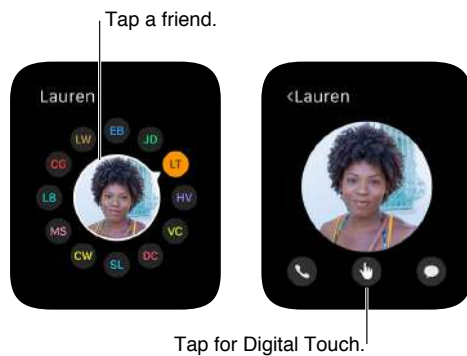 Tap a friend.
Lauren
EB
LW
JD
CG
LT
LB
HV
MS
VC
CW
SL
DC
<Lauren
Tap for Digital Touch.